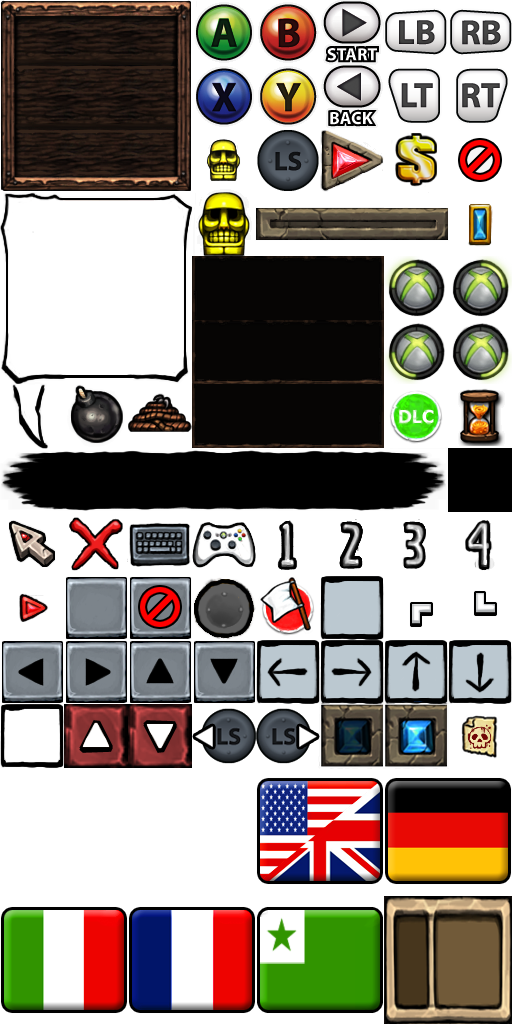 A B START LB RB
X Y BACK LT RT
LS $
DLC
1 2 3 4
LS LS